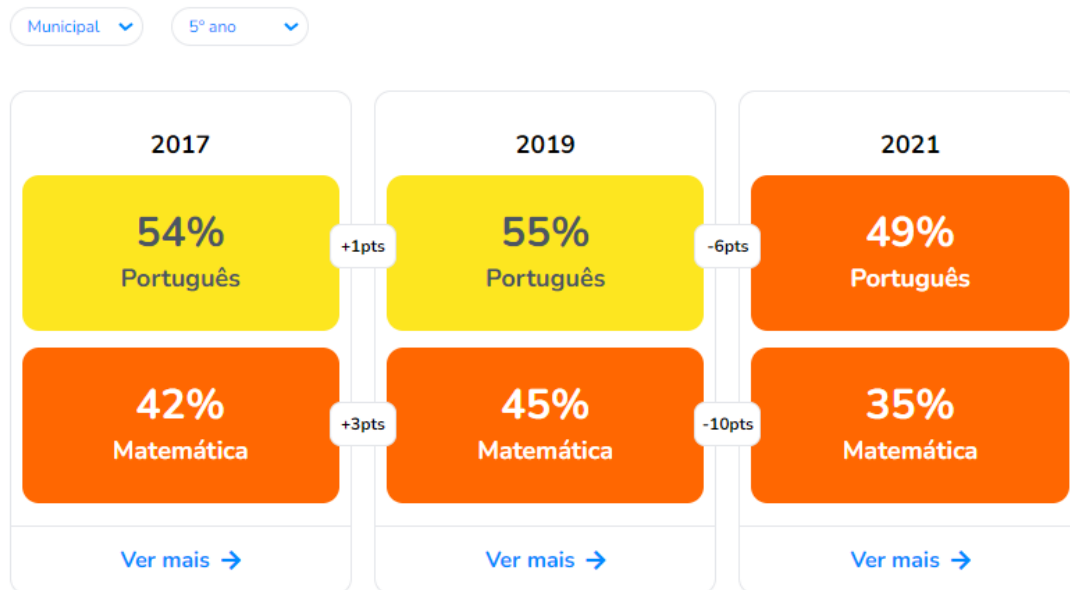 Municipal
5º ano
2017
54%
Português
42%
Matemática
Ver mais →
+1pts
+3pts
2019
55%
Português
45%
Matemática
Ver mais →
-6pts
-10pts
2021
49%
Português
35%
Matemática
Ver mais →